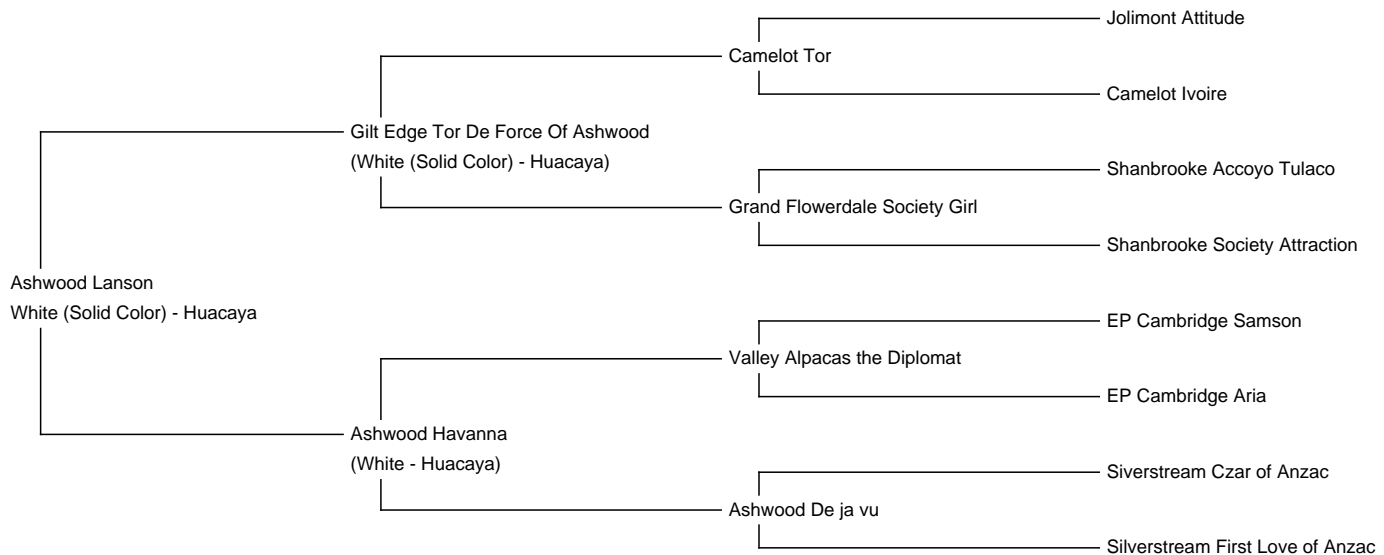 Jolimont Attitude
Camelot Tor
Camelot Ivoire
Gilt Edge Tor De Force Of Ashwood
(White (Solid Color) - Huacaya)
Shanbrooke Accoyo Tulaco
Grand Flowerdale Society Girl
Shanbrooke Society Attraction
Ashwood Lanson
White (Solid Color) - Huacaya
EP Cambridge Samson
Valley Alpacas the Diplomat
EP Cambridge Aria
Ashwood Havanna
(White - Huacaya)
Siverstream Czar of Anzac
Ashwood De ja vu
Silverstream First Love of Anzac